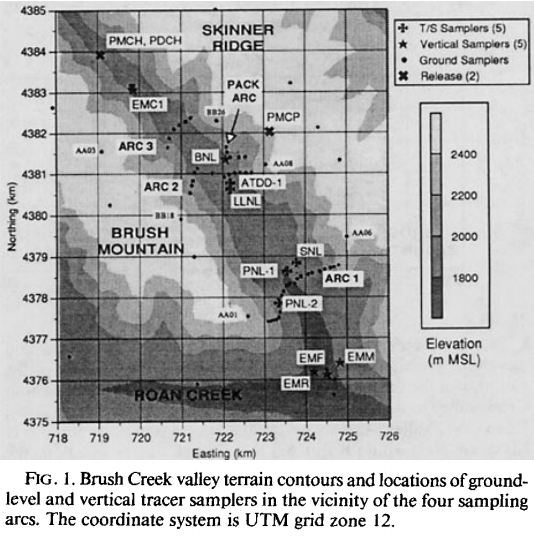 4385
4384
4383
4382
4381
4380
4379
4378
4377
4376
4375
Northing (km)
718
719
720
721
722
723
724
725
726
Easting (km)
SKINNER
RIDGE
PMCH, PDCH
EMC1
PACK
ARC
BB26
PMCP
ARC 3
AA03
BNL
AA08
ARC 2
ATDD-1
LLNL
BB18
BRUSH
MOUNTAIN
AA06
SNL
PNL-1
ARC 1
PNL-2
AA01
EMF
EMM
EMR
ROAN CREEK
T/S Samplers (5)
Vertical Samplers (5)
Ground Samplers
Release (2)
2400
2200
2000
1800
Elevation
(m MSL)
FIG. 1. Brush Creek valley terrain contours and locations of ground-
level and vertical tracer samplers in the vicinity of the four sampling
arcs. The coordinate system is UTM grid zone 12.